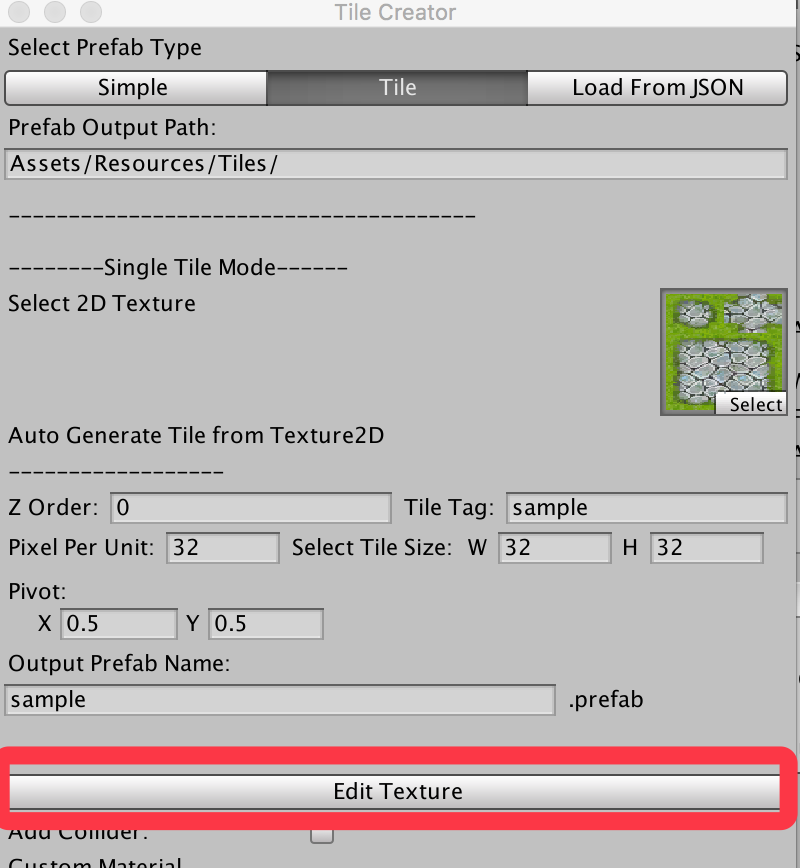 Tile Creator
Select Prefab Type
Simple Tile Load From JSON
Prefab Output Path:
Assets/Resources/Tiles/
---------------------------------------
--------Single Tile Mode------
Select 2D Texture
Select
Auto Generate Tile from Texture2D
------------------
Z Order: 0 Tile Tag: sample
Pixel Per Unit: 32 Select Tile Size: W 32 H 32
Pivot:
X 0.5 Y 0.5
Output Prefab Name:
sample .prefab
Edit Texture
Add Collider:
Custom Material